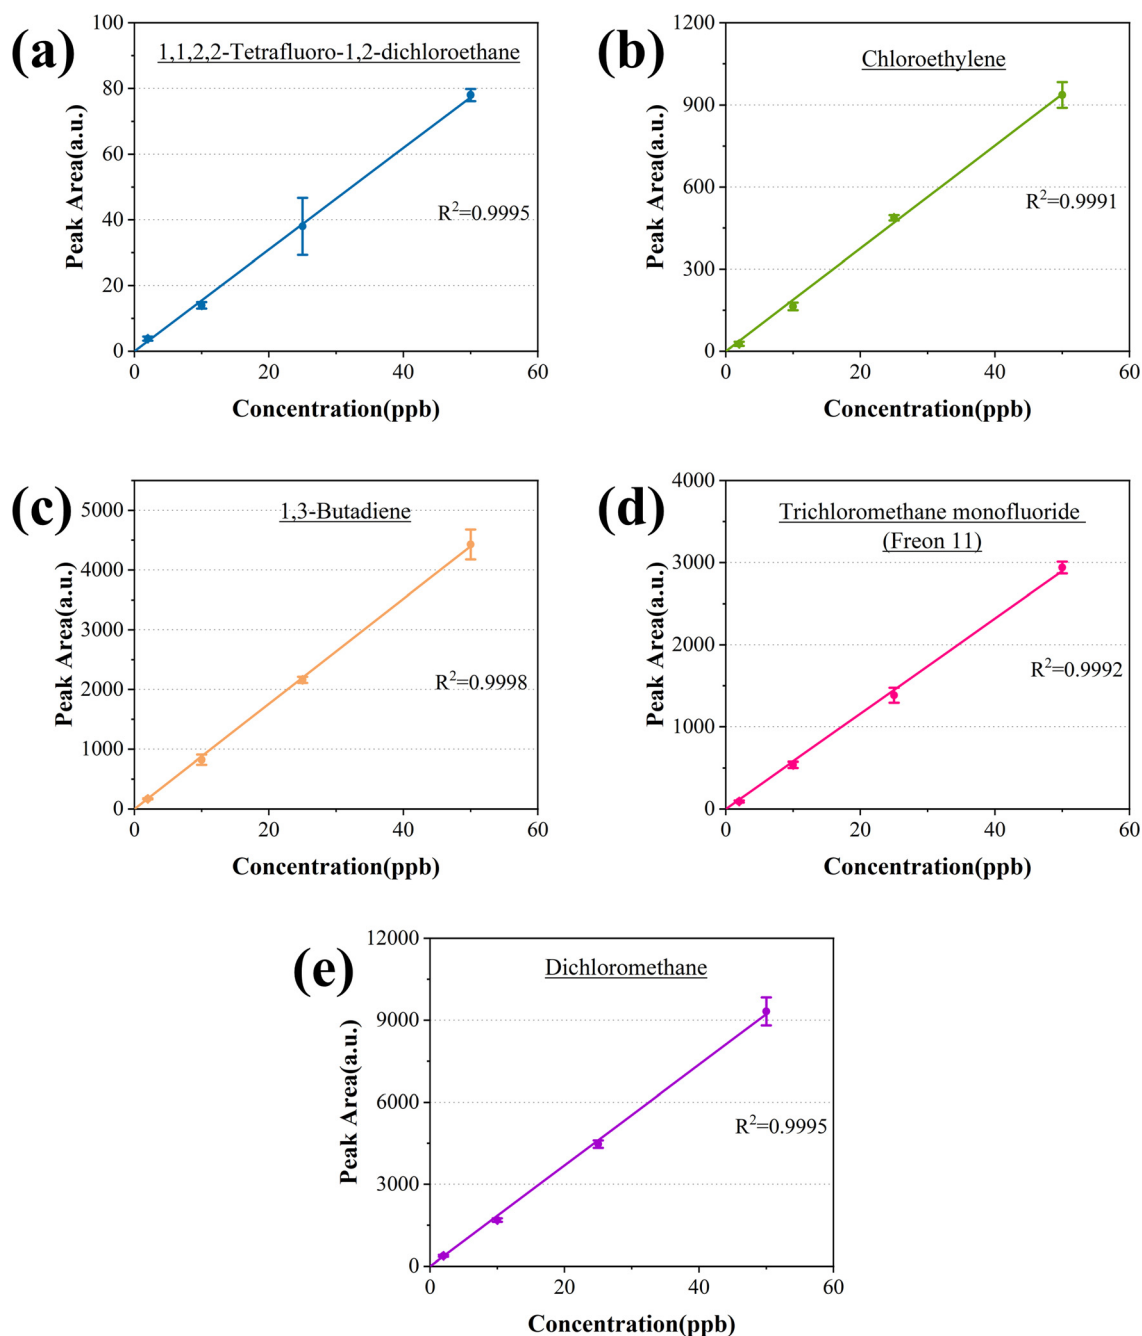 (a)
1,1,2,2-Tetrafluoro-1,2-dichloroethane
Peak Area(a.u.)
100
80
60
40
20
0
R²=0.9995
0 20 40 60
Concentration(ppb)
(b)
Chloroethylene
Peak Area(a.u.)
1200
900
600
300
0
R²=0.9991
0 20 40 60
Concentration(ppb)
(c)
1,3-Butadiene
Peak Area(a.u.)
5000
4000
3000
2000
1000
0
R²=0.9998
0 20 40 60
Concentration(ppb)
(d)
Trichloromethane monofluoride
(Freon 11)
Peak Area(a.u.)
4000
3000
2000
1000
0
R²=0.9992
0 20 40 60
Concentration(ppb)
(e)
Dichloromethane
Peak Area(a.u.)
12000
9000
6000
3000
0
R²=0.9995
0 20 40 60
Concentration(ppb)